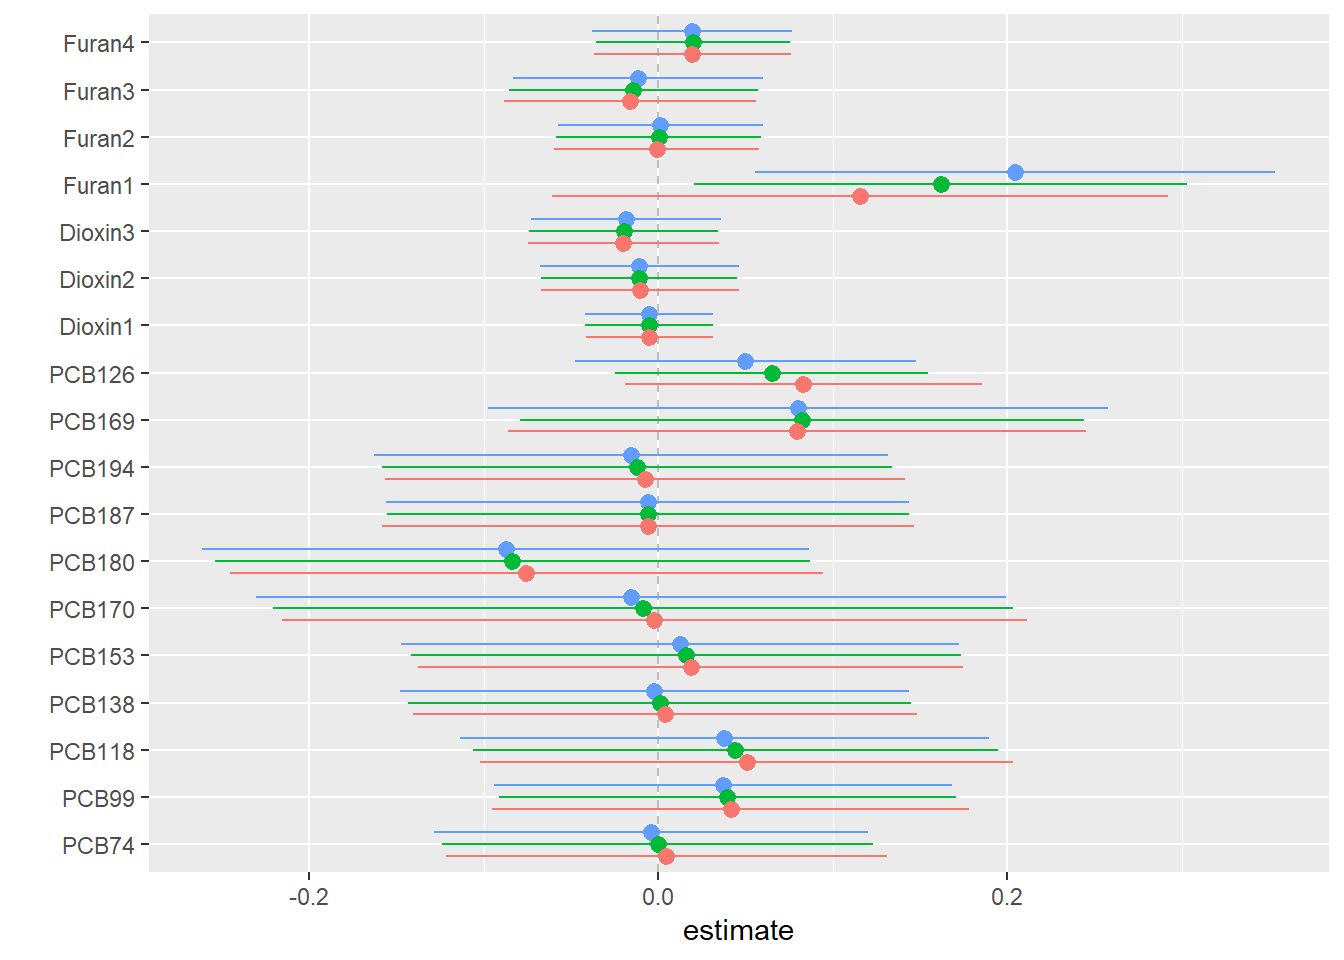 Furan4
Furan3
Furan2
Furan1
Dioxin3
Dioxin2
Dioxin1
PCB126
PCB169
PCB194
PCB187
PCB180
PCB170
PCB153
PCB138
PCB118
PCB99
PCB74
-0.2 0.0 0.2
estimate